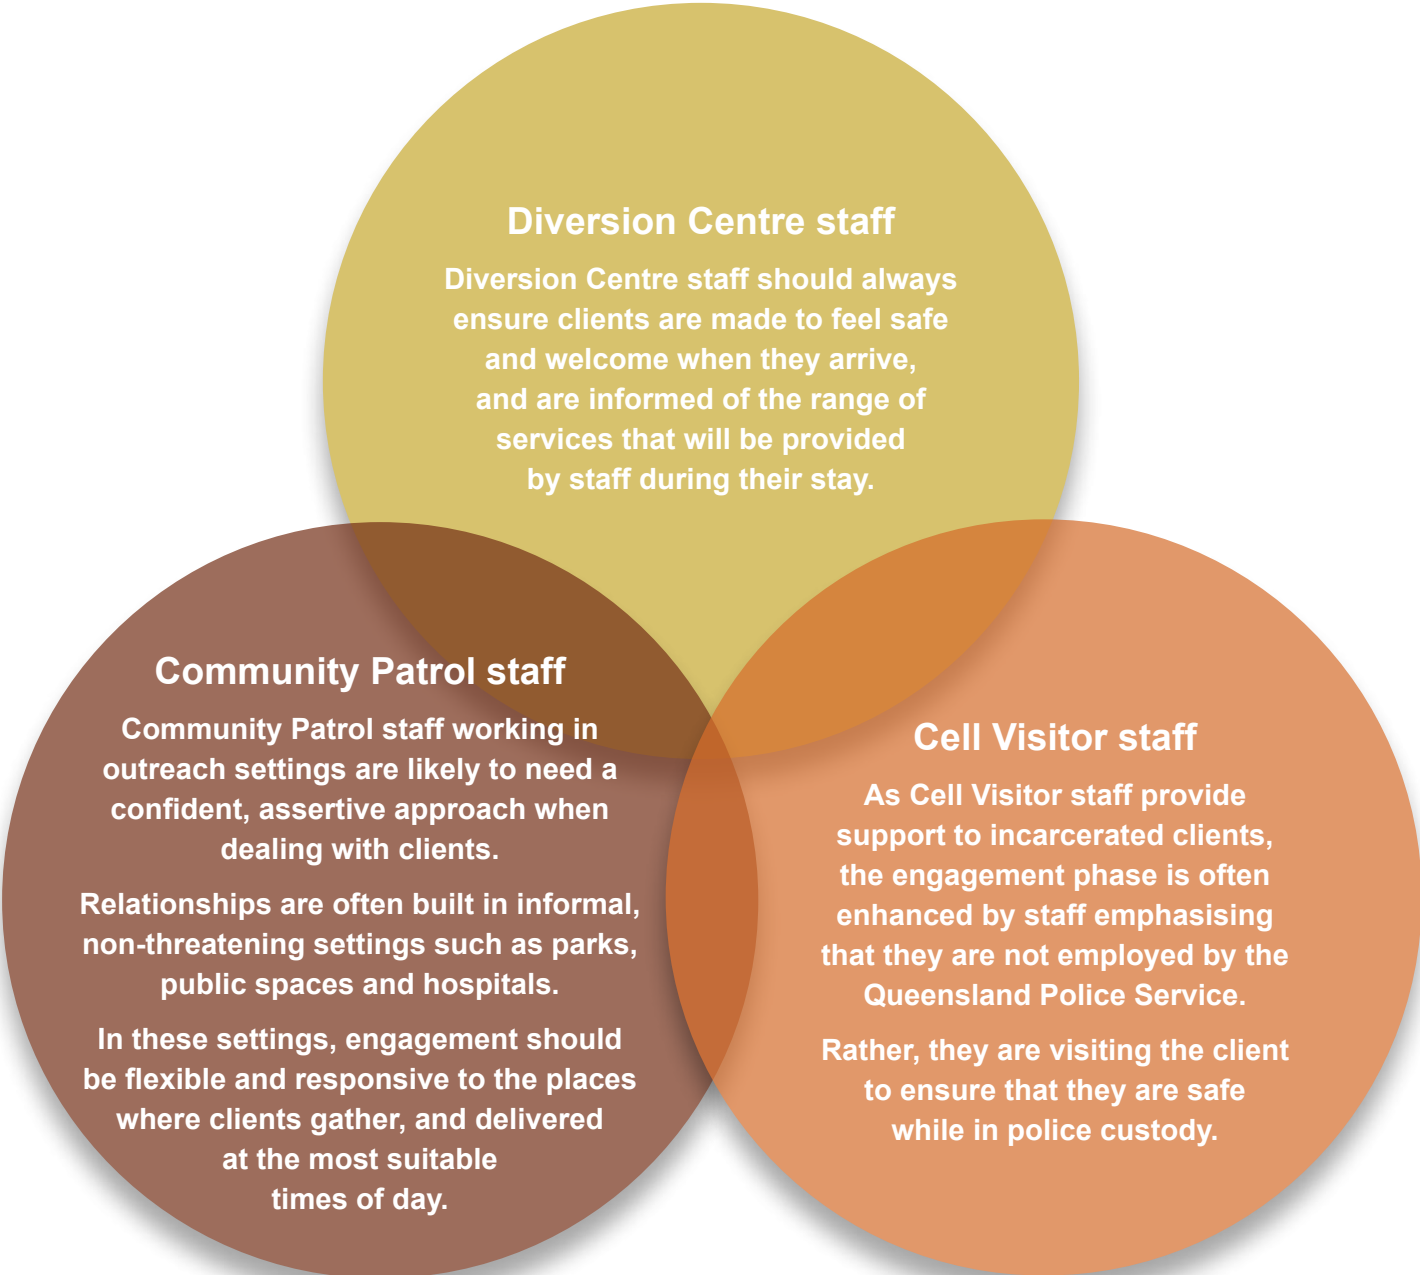 Diversion Centre staff
Diversion Centre staff should always
ensure clients are made to feel safe
and welcome when they arrive,
and are informed of the range of
services that will be provided
by staff during their stay.
Community Patrol staff
Community Patrol staff working in
outreach settings are likely to need a
confident, assertive approach when
dealing with clients.
Relationships are often built in informal,
non-threatening settings such as parks,
public spaces and hospitals.
In these settings, engagement should
be flexible and responsive to the places
where clients gather, and delivered
at the most suitable
times of day.
Cell Visitor staff
As Cell Visitor staff provide
support to incarcerated clients,
the engagement phase is often
enhanced by staff emphasising
that they are not employed by the
Queensland Police Service.
Rather, they are visiting the client
to ensure that they are safe
while in police custody.